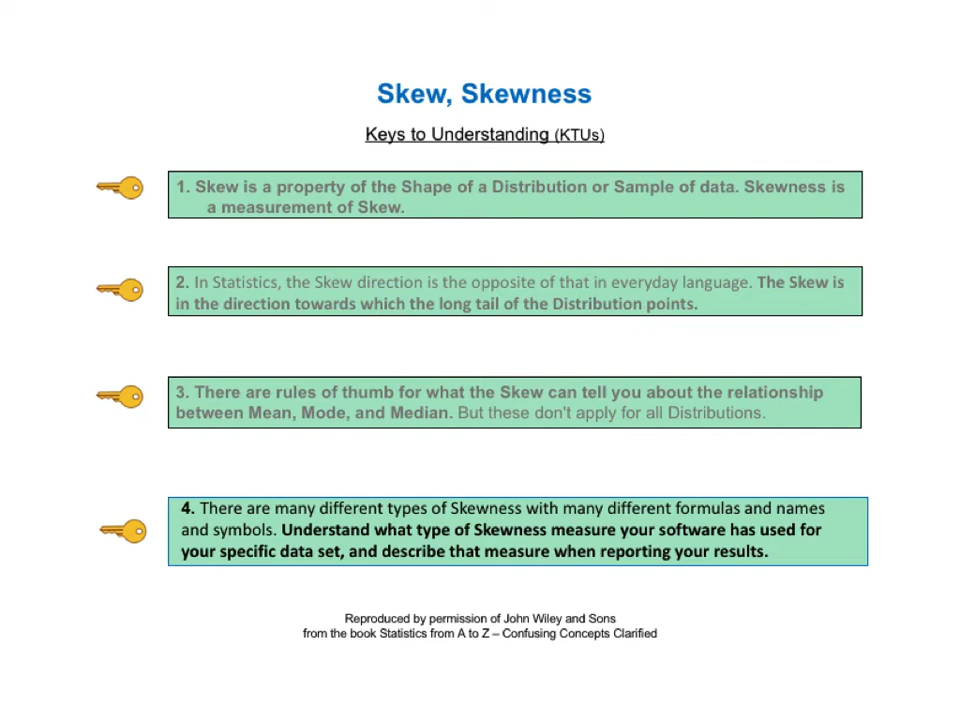 Skew, Skewness
Keys to Understanding (KTUs)
1. Skew is a property of the Shape of a Distribution or Sample of data. Skewness is
a measurement of Skew.
2. In Statistics, the Skew direction is the opposite of that in everyday language. The Skew is
in the direction towards which the long tail of the Distribution points.
3. There are rules of thumb for what the Skew can tell you about the relationship
between Mean, Mode, and Median. But these don't apply for all Distributions.
4. There are many different types of Skewness with many different formulas and names
and symbols. Understand what type of Skewness measure your software has used for
your specific data set, and describe that measure when reporting your results.
Reproduced by permission of John Wiley and Sons
from the book Statistics from A to Z – Confusing Concepts Clarified